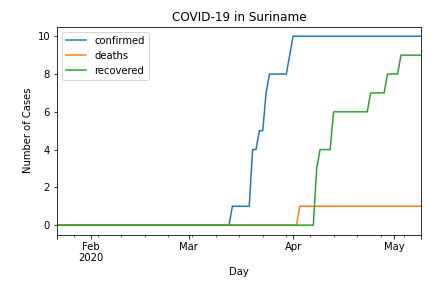 COVID-19 in Suriname
confirmed
deaths
recovered
Number of Cases
10
8
6
4
2
0
Feb
2020
Mar
Apr
May
Day